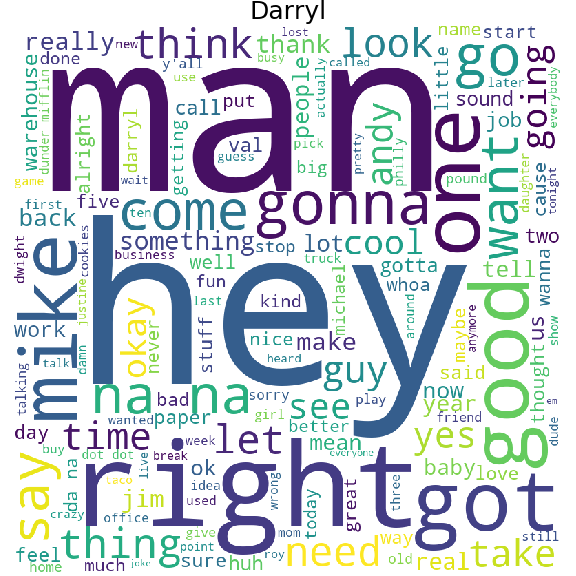 Darryl
really
new
lost
done
y'all
think
thank
look
name
start
busy
called
use
actually
people
little
go
later
going
warehouse
dunder mifflin
alright
darryl
getting
call
put
val
guess
man
big
pick
pretty
andy
philly
one
sound
job
pound
want
cause
daughter
tonight
everybody
game
wait
five
first
back
ten
come
gonna
two
something
stop
lot
cool
dwight
mike
cookies
justine
business
well
truck
hey
gotta
whoa
tell
wanna
us
good
work
okay
never
fun
last
stuff
kind
michael
around
nice
make
heard
maybe
anymore
said
thought
show
talking
talk
damn
na na
bad
sorry
play
guy
now
wanted
girl
see
year
friend
dude
em
day
time
paper
let
better
mean
yes
buy
dot dot
da na
ok
week
everyone
baby
love
say
right
got
live
break
idea
taco
crazy
jim
used
wrong
today
great
three
office
thing
give
point
mom
need
way
old
real
take
still
feel
home
much
joke
sure
huh
roy